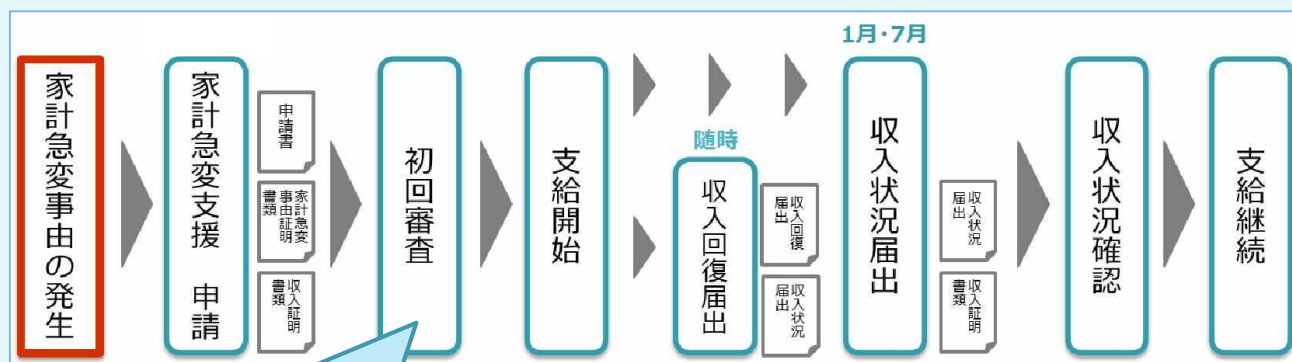 家計急変事由の発生
家計急変支援 申請
申請書
家計急変
事由証明
書類
収入証明
書類
初回審査
支給開始
随時
収入回復届出
収入回復
届出
収入状況
届出
1月・7月
収入状況届出
収入状況
届出
収入証明
書類
収入状況確認
支給継続